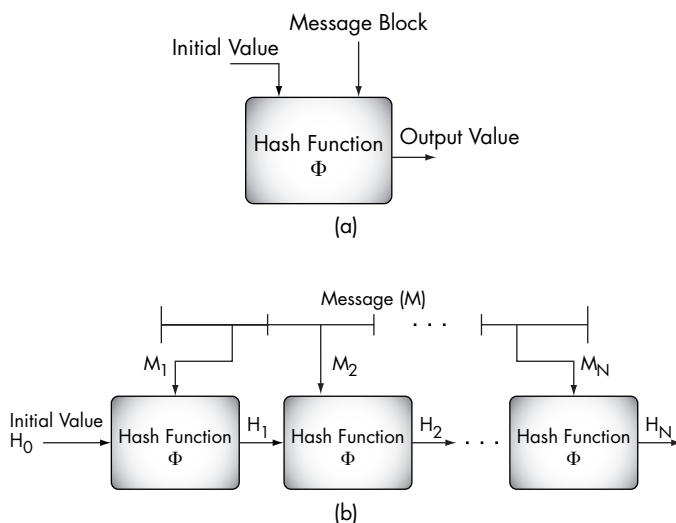 Message Block
Initial Value
Hash Function
Φ
Output Value
(a)
Message (M)
. . .
M1
M2
MN
Initial Value
H0
Hash Function
Φ
H1
Hash Function
Φ
H2
. . .
Hash Function
Φ
HN
(b)